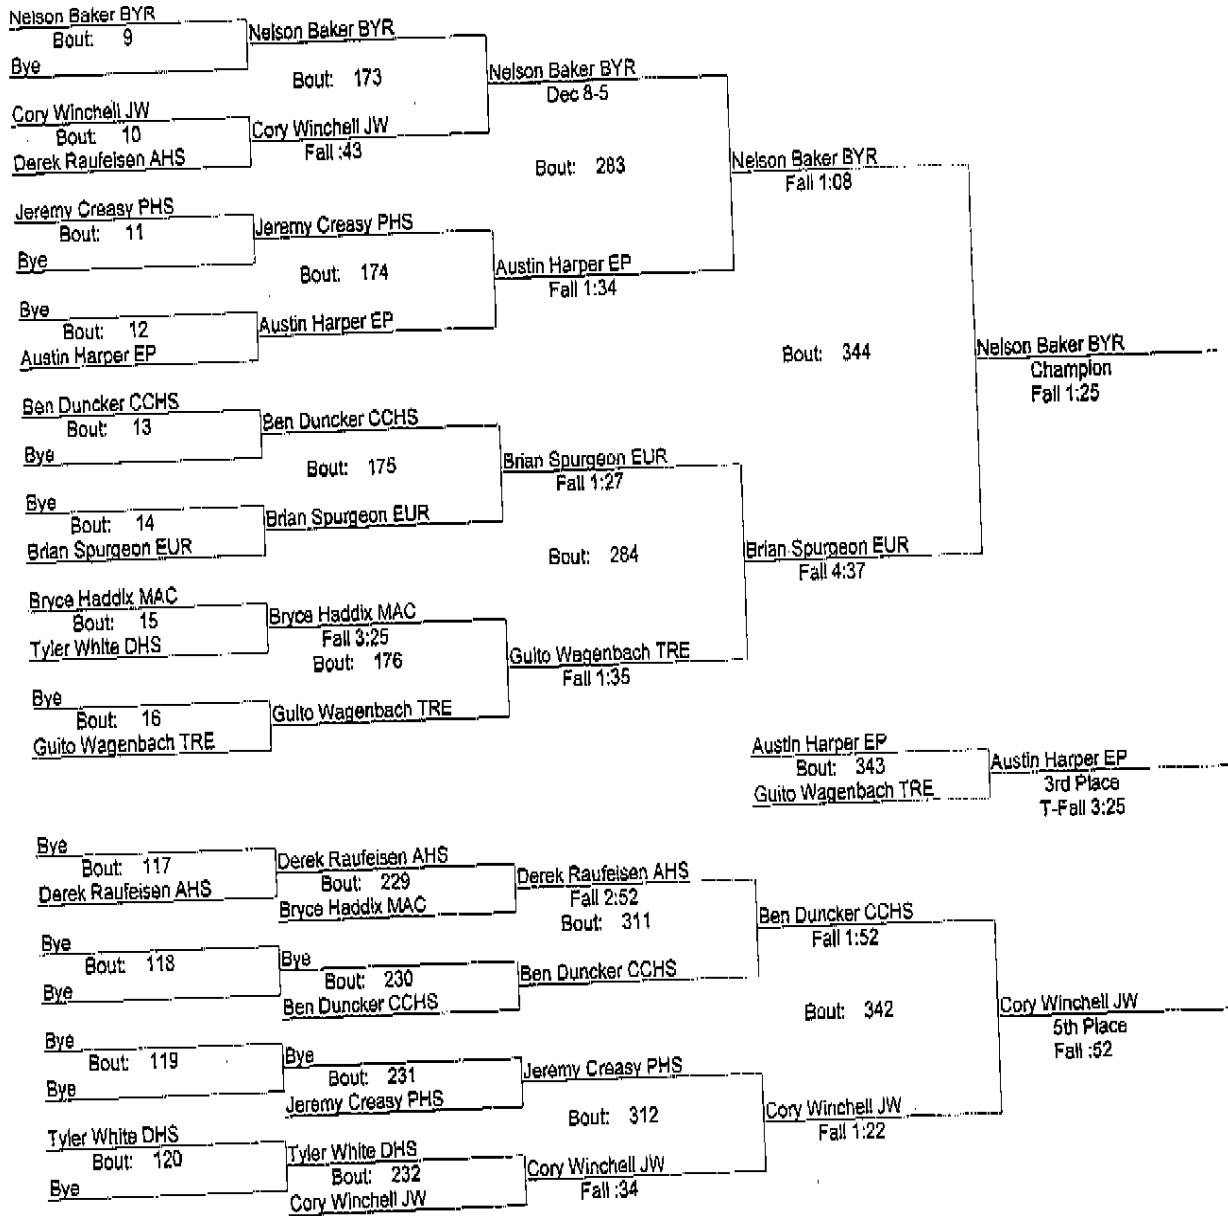 Nelson Baker BYR
Bout: 9
Bye
Nelson Baker BYR
Bout: 173
Cory Winchell JW
Bout: 10
Derek Raufeisen AHS
Cory Winchell JW
Fall :43
Nelson Baker BYR
Dec 8-5
Bout: 283
Jeremy Creasy PHS
Bout: 11
Bye
Jeremy Creasy PHS
Bout: 174
Bye
Bout: 12
Austin Harper EP
Austin Harper EP
Austin Harper EP
Fall 1:34
Nelson Baker BYR
Fall 1:08
Bout: 344
Nelson Baker BYR
Champion
Fall 1:25
Ben Duncker CCHS
Bout: 13
Bye
Ben Duncker CCHS
Bout: 175
Bye
Bout: 14
Brian Spurgeon EUR
Brian Spurgeon EUR
Brian Spurgeon EUR
Fall 1:27
Bout: 284
Brian Spurgeon EUR
Fall 4:37
Bryce Haddix MAC
Bout: 15
Tyler White DHS
Bryce Haddix MAC
Fall 3:25
Bout: 176
Bye
Bout: 16
Guito Wagenbach TRE
Guito Wagenbach TRE
Guito Wagenbach TRE
Fall 1:35
Austin Harper EP
Bout: 343
Guito Wagenbach TRE
Austin Harper EP
3rd Place
T-Fall 3:25
Bye
Bout: 117
Derek Raufeisen AHS
Derek Raufeisen AHS
Bout: 229
Bryce Haddix MAC
Derek Raufeisen AHS
Fall 2:52
Bout: 311
Bye
Bout: 118
Bye
Bye
Bout: 230
Ben Duncker CCHS
Ben Duncker CCHS
Ben Duncker CCHS
Fall 1:52
Bout: 342
Cory Winchell JW
5th Place
Fall :52
Bye
Bout: 119
Bye
Bye
Bout: 231
Jeremy Creasy PHS
Jeremy Creasy PHS
Bout: 312
Tyler White DHS
Bout: 120
Bye
Tyler White DHS
Bout: 232
Cory Winchell JW
Cory Winchell JW
Fall :34
Cory Winchell JW
Fall 1:22